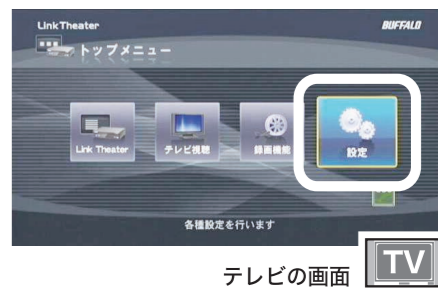 LinkTheater
BUFFALO
トップメニュー
Link Theater
テレビ視聴
録画機能
設定
各種設定を行います
テレビの画面
TV